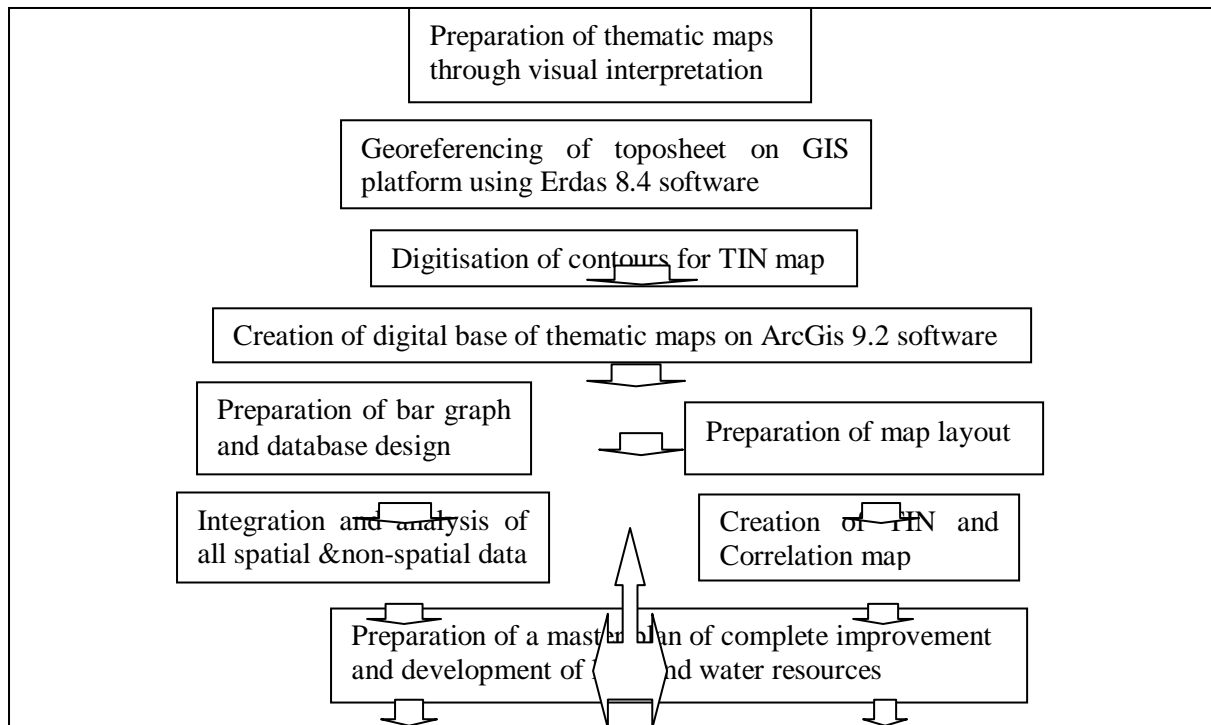 Preparation of thematic maps
through visual interpretation
Georeferencing of toposheet on GIS
platform using Erdas 8.4 software
Digitisation of contours for TIN map
Creation of digital base of thematic maps on ArcGis 9.2 software
Preparation of bar graph
and database design
Preparation of map layout
Integration and analysis of
all spatial &non-spatial data
Creation of TIN and
Correlation map
Preparation of a master plan of complete improvement
and development of and water resources